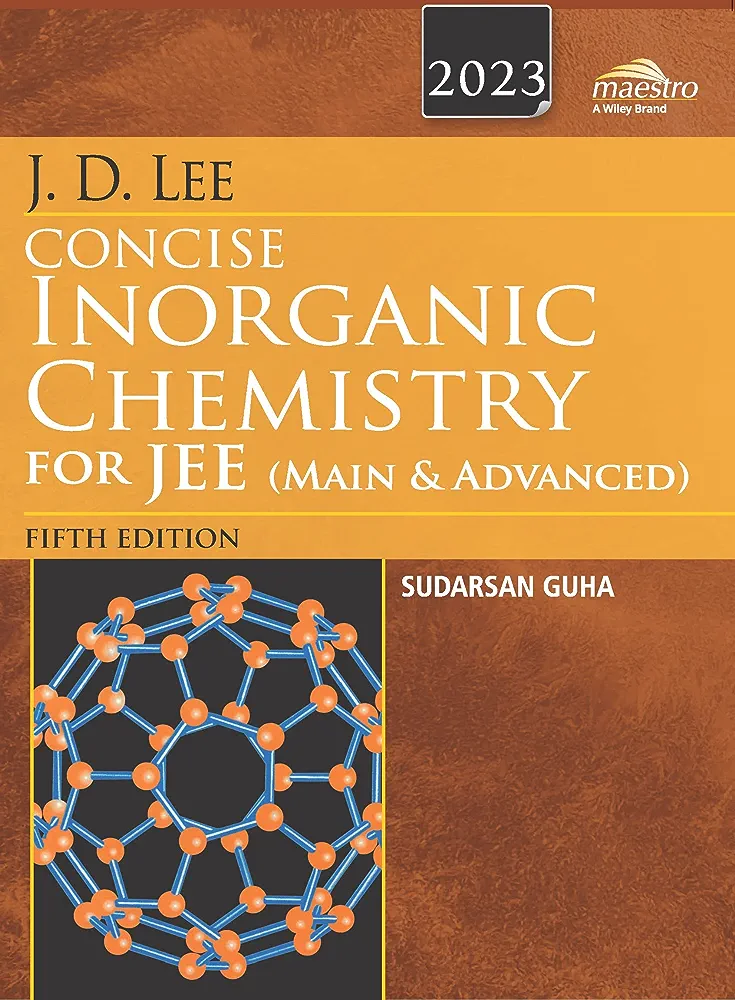 2023
maestro
A Wiley Brand
J. D. LEE
CONCISE
INORGANIC
CHEMISTRY
FOR JEE (MAIN & ADVANCED)
FIFTH EDITION
SUDARSAN GUHA